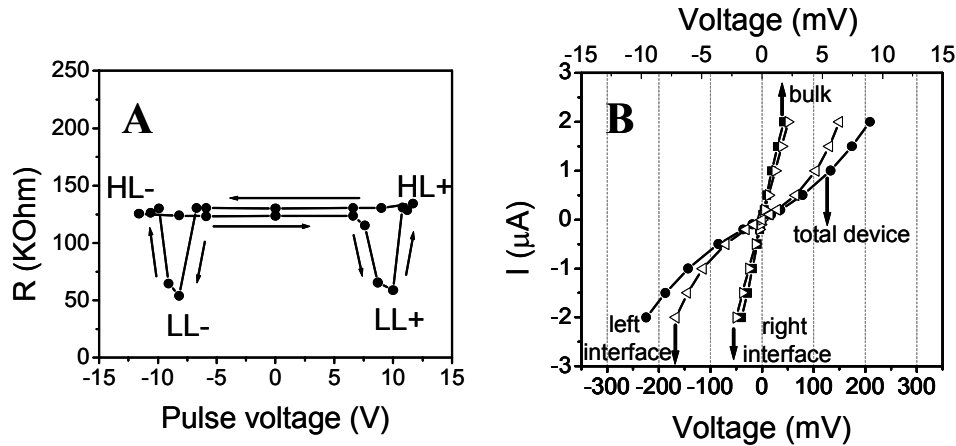 A
R (KOhm)
250
200
150
100
50
0
HL-
HL+
LL-
LL+
-15 -10 -5 0 5 10 15
Pulse voltage (V)
Voltage (mV)
-15 -10 -5 0 5 10 15
B
I (μA)
3
2
1
0
-1
-2
-3
bulk
total device
left
interface
right
interface
-300 -200 -100 0 100 200 300
Voltage (mV)